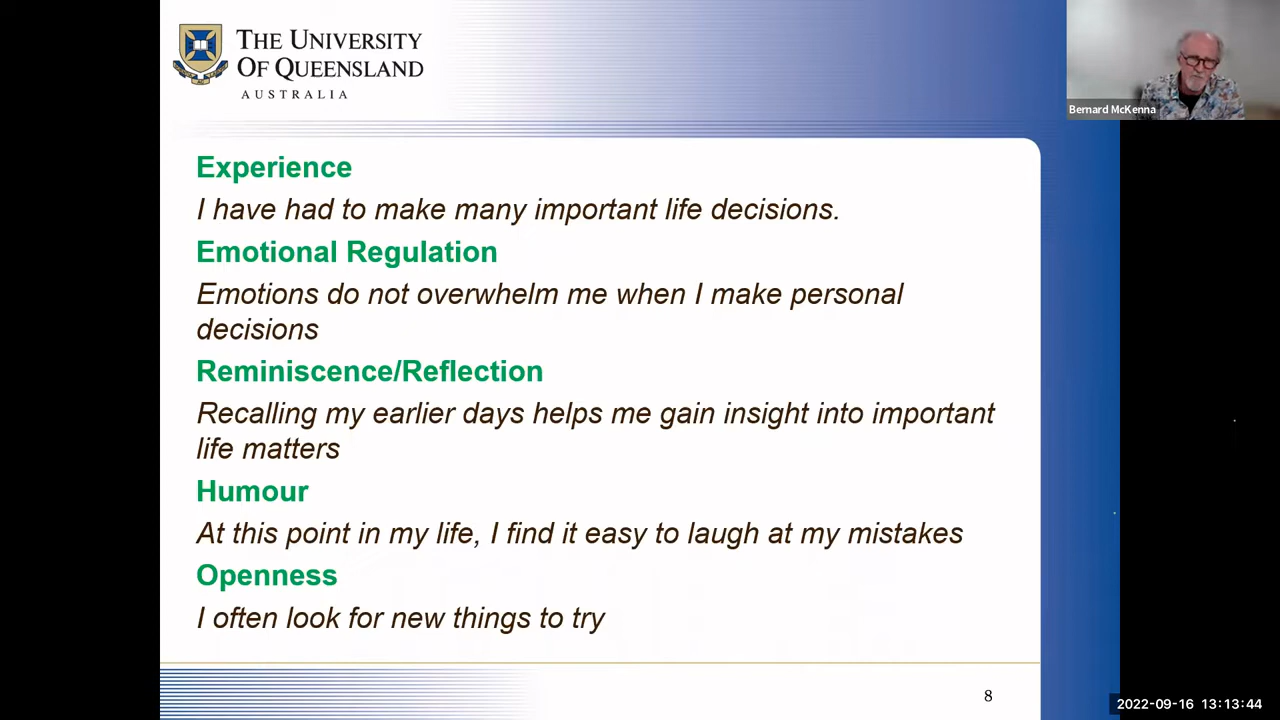 THE UNIVERSITY
OF QUEENSLAND
AUSTRALIA
Bernard McKenna
Experience
I have had to make many important life decisions.
Emotional Regulation
Emotions do not overwhelm me when I make personal
decisions
Reminiscence/Reflection
Recalling my earlier days helps me gain insight into important
life matters
Humour
At this point in my life, I find it easy to laugh at my mistakes
Openness
I often look for new things to try
8
2022-09-16 13:13:44